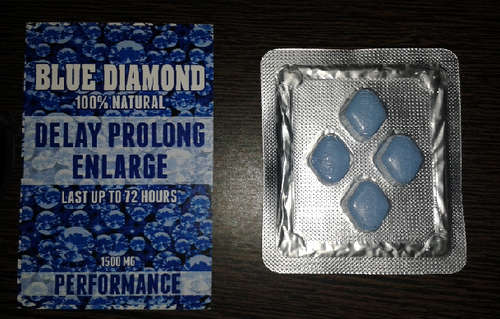 BLUE DIAMOND
100% NATURAL
DELAY PROLONG
ENLARGE
LAST UP TO 72 HOURS
1500 MG
PERFORMANCE